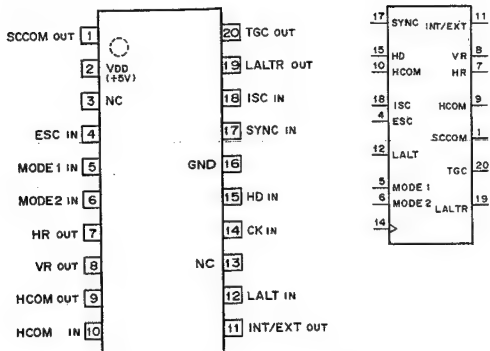 SCCOM OUT 1
2 VDD
(+5V)
3 NC
ESC IN 4
MODE1 IN 5
MODE2 IN 6
HR OUT 7
VR OUT 8
HCOM OUT 9
HCOM IN 10
20 TGC OUT
19 LALTR OUT
18 ISC IN
17 SYNC IN
GND 16
15 HD IN
14 CK IN
NC 13
12 LALT IN
11 INT/EXT OUT
17 SYNC INT/EXT 11
15 HD VR 8
10 HCOM HR 7
18 ISC HCOM 9
4 ESC
SCCOM 1
12 LALT
TGC 20
5 MODE 1
6 MODE 2 LALTR 19
14